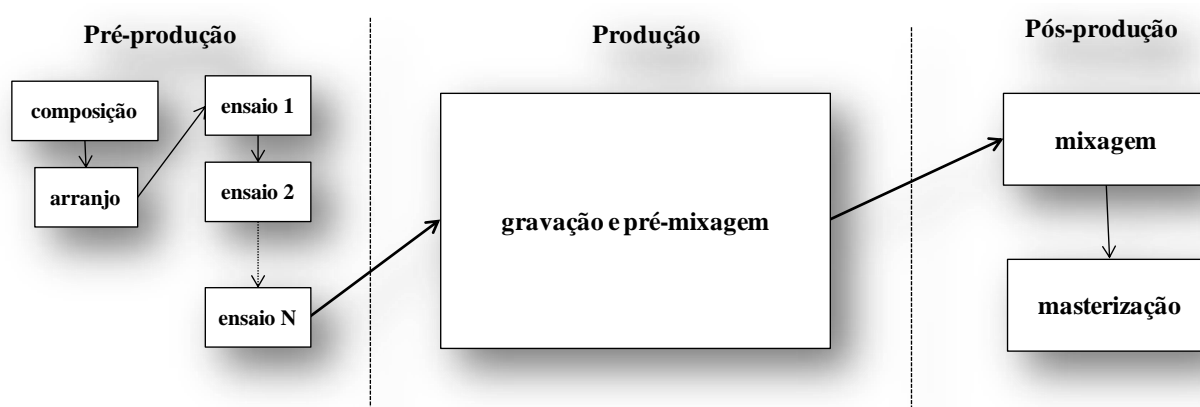 Pré-produção
composição
arranjo
ensaio 1
ensaio 2
ensaio N
Produção
gravação e pré-mixagem
Pós-produção
mixagem
masterização